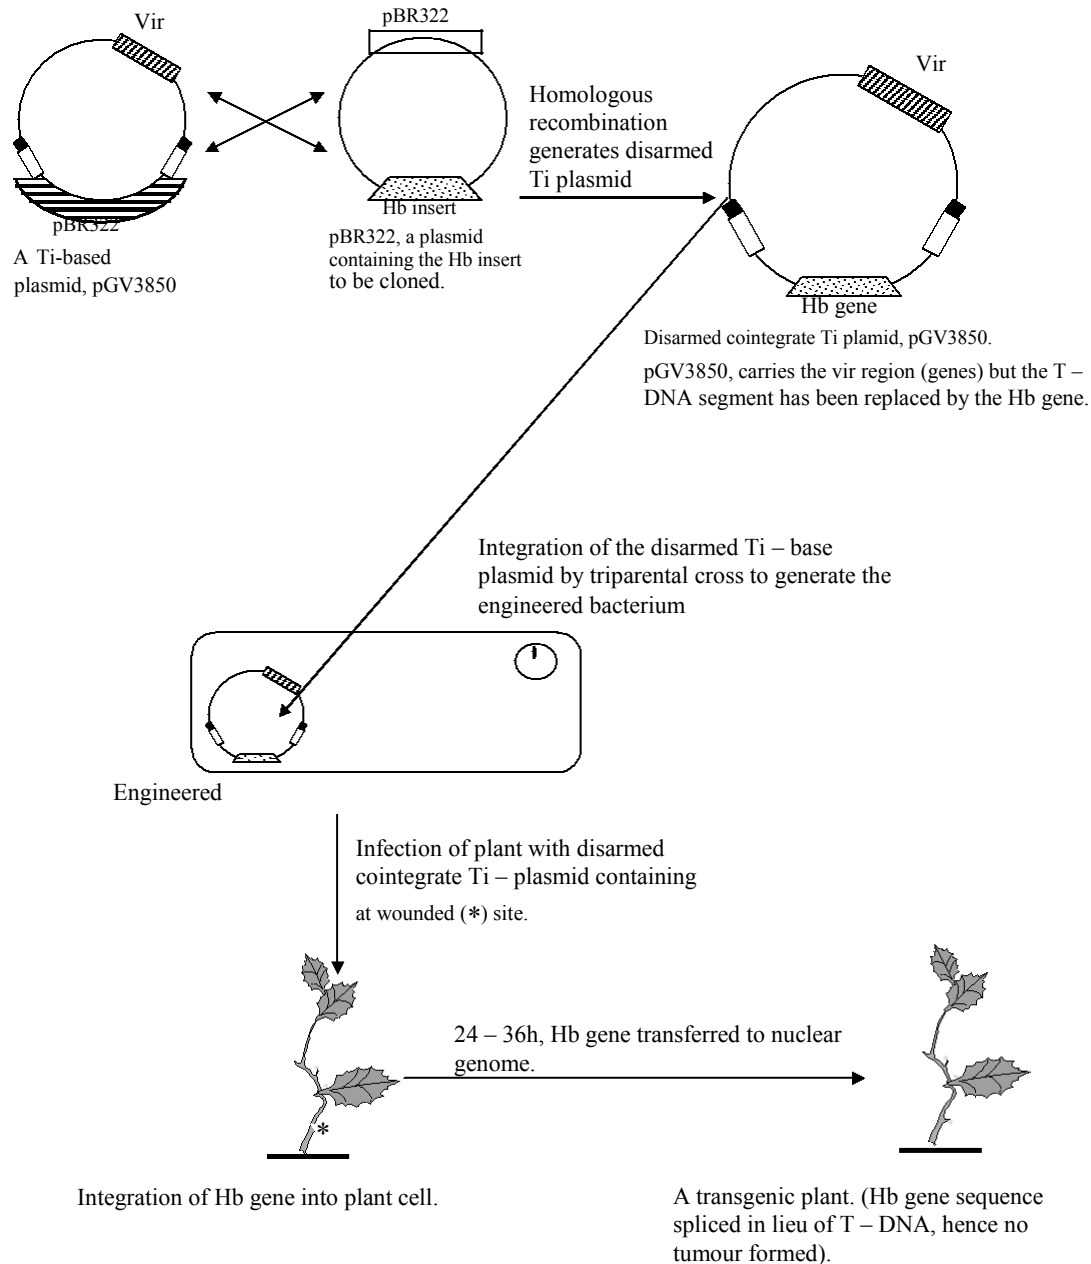 Vir
pBR322
A Ti-based
plasmid, pGV3850
pBR322
Hb insert
pBR322, a plasmid
containing the Hb insert
to be cloned.
Homologous
recombination
generates disarmed
Ti plasmid
Vir
Hb gene
Disarmed cointegrate Ti plamid, pGV3850.
pGV3850, carries the vir region (genes) but the T –
DNA segment has been replaced by the Hb gene.
Integration of the disarmed Ti – base
plasmid by triparental cross to generate the
engineered bacterium
Engineered
Infection of plant with disarmed
cointegrate Ti – plasmid containing
at wounded (*) site.
24 – 36h, Hb gene transferred to nuclear
genome.
*
Integration of Hb gene into plant cell.
A transgenic plant. (Hb gene sequence
spliced in lieu of T – DNA, hence no
tumour formed).